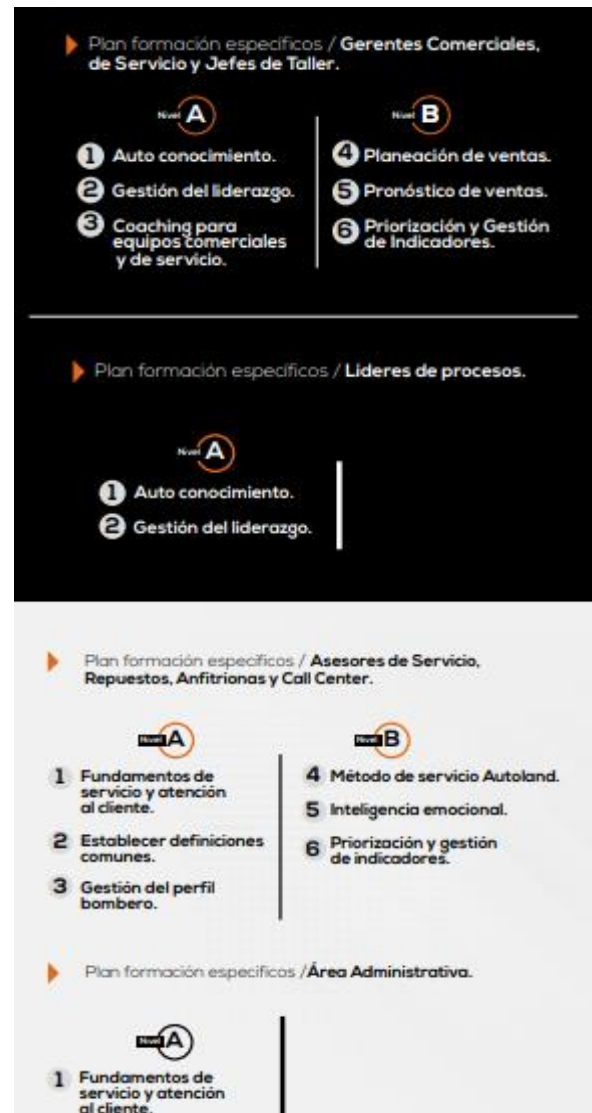 Plan formación específicos / Gerentes Comerciales,
de Servicio y Jefes de Taller.
Nivel A
1 Auto conocimiento.
2 Gestión del liderazgo.
3 Coaching para
equipos comerciales
y de servicio.
Nivel B
4 Planeación de ventas.
5 Pronóstico de ventas.
6 Priorización y Gestión
de Indicadores.
Plan formación específicos / Lideres de procesos.
Nivel A
1 Auto conocimiento.
2 Gestión del liderazgo.
Plan formación específicos / Asesores de Servicio,
Repuestos, Anfitrionas y Call Center.
Nivel A
1 Fundamentos de
servicio y atención
al cliente.
2 Establecer definiciones
comunes.
3 Gestión del perfil
bombero.
Nivel B
4 Método de servicio Autoland.
5 Inteligencia emocional.
6 Priorización y gestión
de indicadores.
Plan formación específicos /Área Administrativa.
Nivel A
1 Fundamentos de
servicio y atención
al cliente.